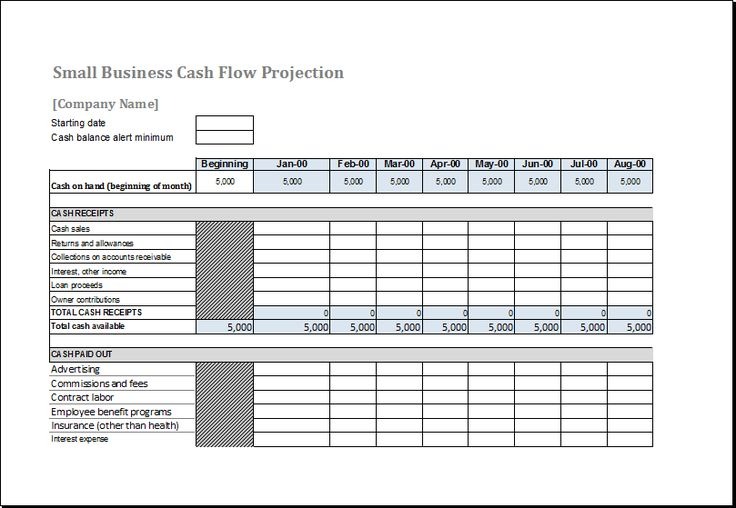 Small Business Cash Flow Projection
[Company Name]
Starting date
Cash balance alert minimum
Beginning Jan-00 Feb-00 Mar-00 Apr-00 May-00 Jun-00 Jul-00 Aug-00
Cash on hand (beginning of month) 5,000 5,000 5,000 5,000 5,000 5,000 5,000 5,000 5,000
CASH RECEIPTS
Cash sales
Returns and allowances
Collections on accounts receivable
Interest, other income
Loan proceeds
Owner contributions
TOTAL CASH RECEIPTS 0 0 0 0 0 0 0 0
Total cash available 5,000 5,000 5,000 5,000 5,000 5,000 5,000 5,000 5,000
CASH PAID OUT
Advertising
Commissions and fees
Contract labor
Employee benefit programs
Insurance (other than health)
Interest expense